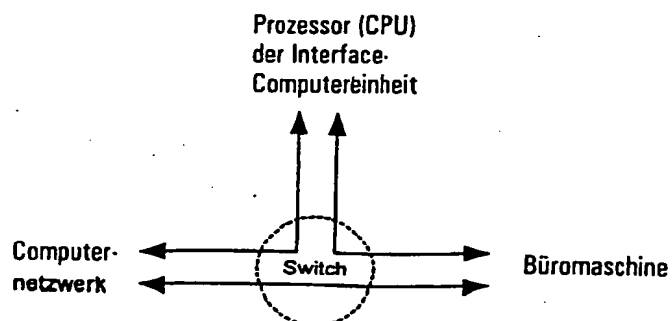 Prozessor (CPU)
der Interface-
Computereinheit
Computer-
netzwerk
Switch
Büromaschine